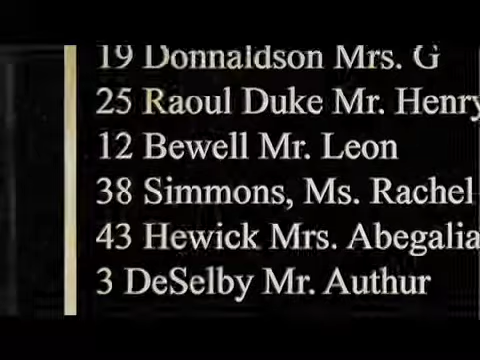 19 Donnaldson Mrs. G
25 Raoul Duke Mr. Henry
12 Bewell Mr. Leon
38 Simmons, Ms. Rachel
43 Hewick Mrs. Abegalia
3 DeSelby Mr. Authur